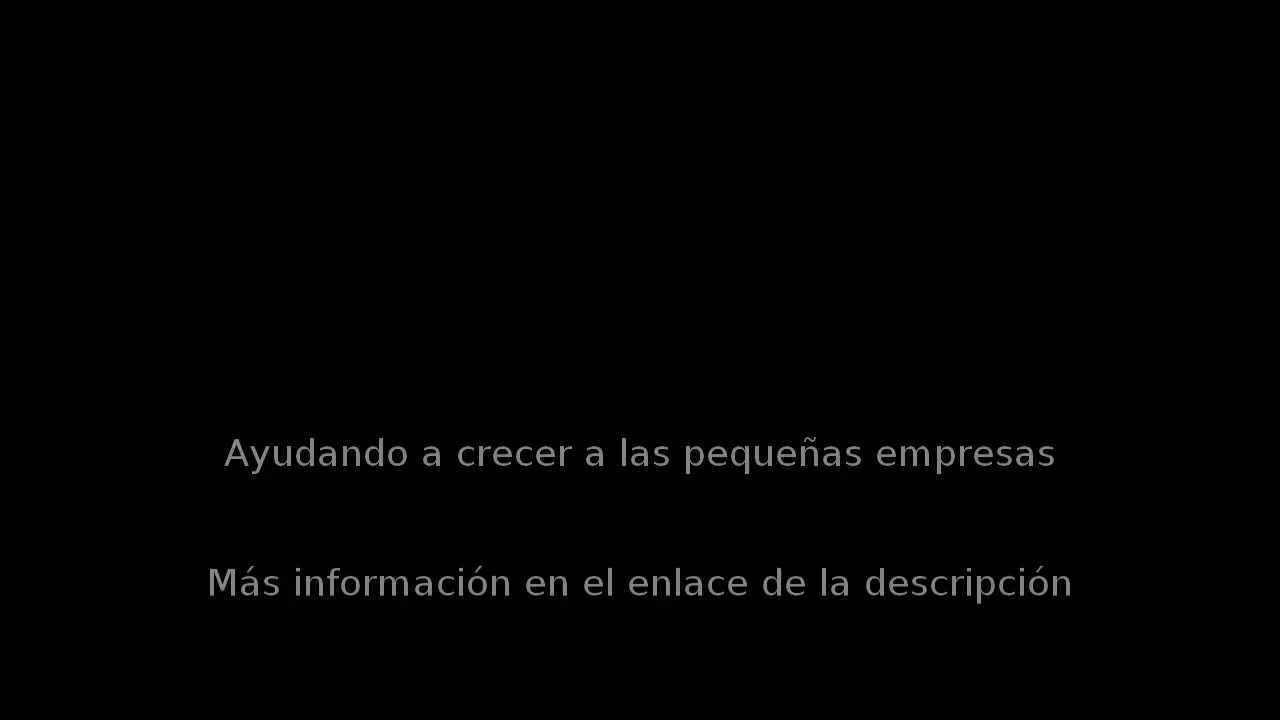 Ayudando a crecer a las pequeñas empresas
Más información en el enlace de la descripción